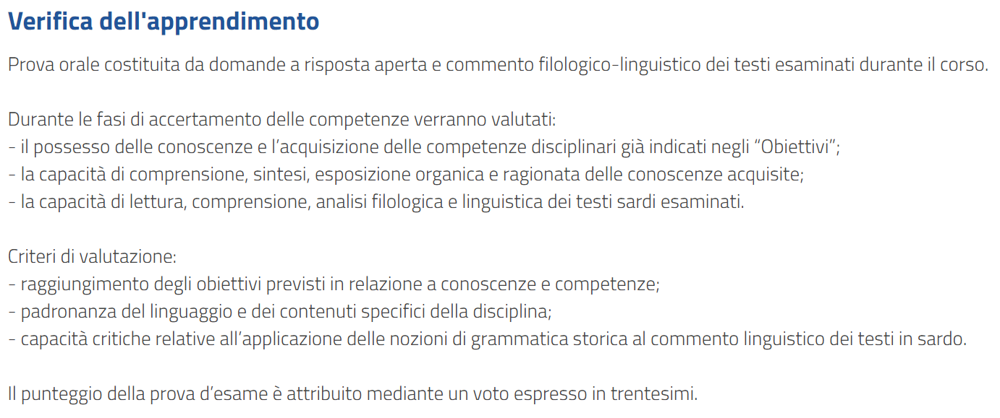 Verifica dell'apprendimento
Prova orale costituita da domande a risposta aperta e commento filologico-linguistico dei testi esaminati durante il corso.
Durante le fasi di accertamento delle competenze verranno valutati:
- il possesso delle conoscenze e l’acquisizione delle competenze disciplinari già indicati negli “Obiettivi”;
- la capacità di comprensione, sintesi, esposizione organica e ragionata delle conoscenze acquisite;
- la capacità di lettura, comprensione, analisi filologica e linguistica dei testi sardi esaminati.
Criteri di valutazione:
- raggiungimento degli obiettivi previsti in relazione a conoscenze e competenze;
- padronanza del linguaggio e dei contenuti specifici della disciplina;
- capacità critiche relative all’applicazione delle nozioni di grammatica storica al commento linguistico dei testi in sardo.
Il punteggio della prova d’esame è attribuito mediante un voto espresso in trentesimi.